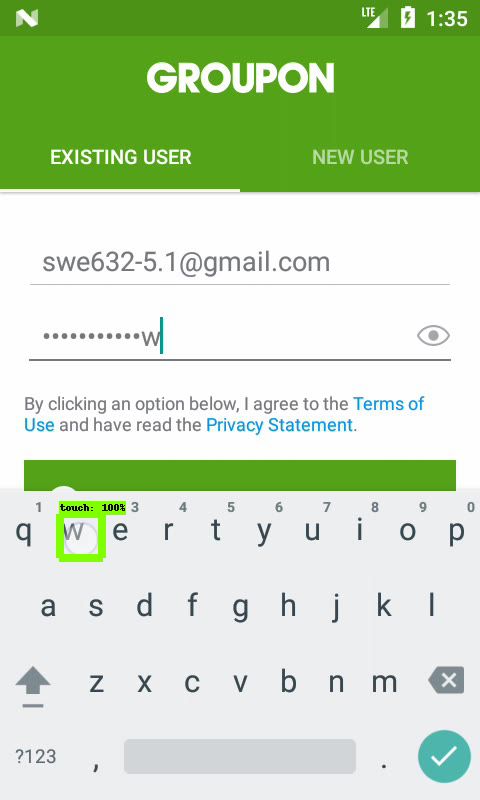 LTE 1:35
GROUPON
EXISTING USER NEW USER
swe632-5.1@gmail.com
•••••••••••w
By clicking an option below, I agree to the Terms of
Use and have read the Privacy Statement.
touch: 100%
1 3 4 5 6 7 8 9 0
q w e r t y u i o p
a s d f g h j k l
z x c v b n m
?123 , .